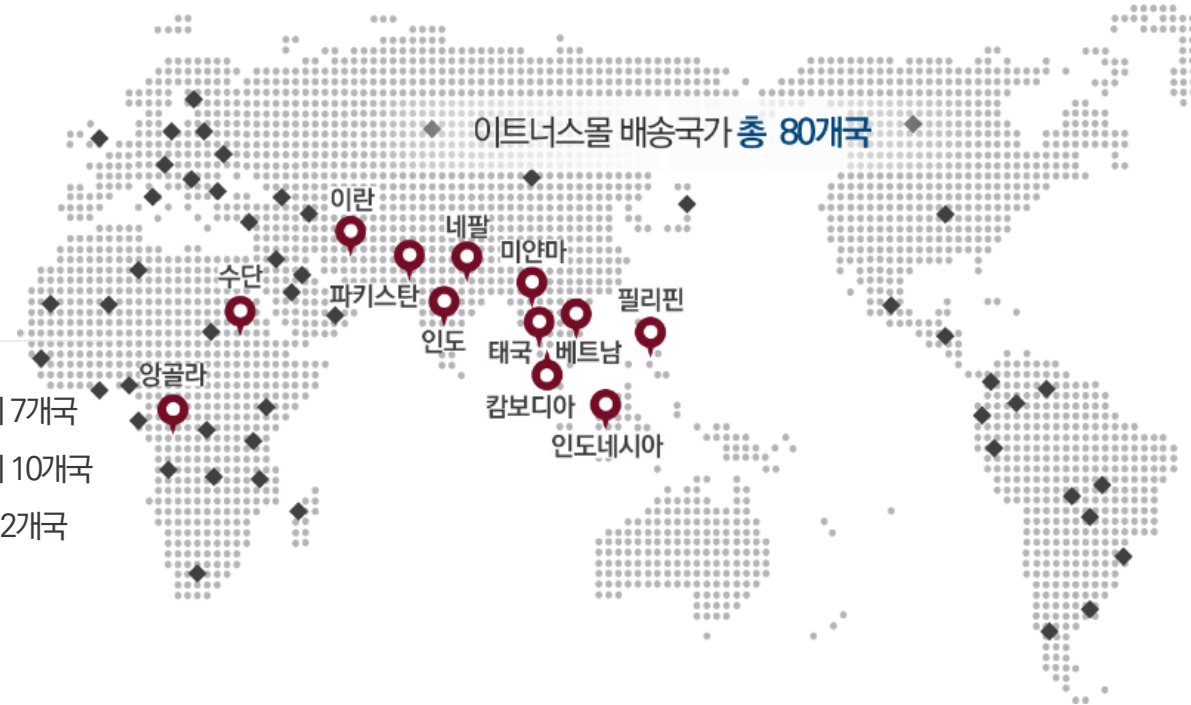 이트너스몰 배송국가 총 80개국
이란
네팔
미얀마
수단
파키스탄
필리핀
인도
태국 베트남
앙골라
7개국
캄보디아
인도네시아
10개국
2개국